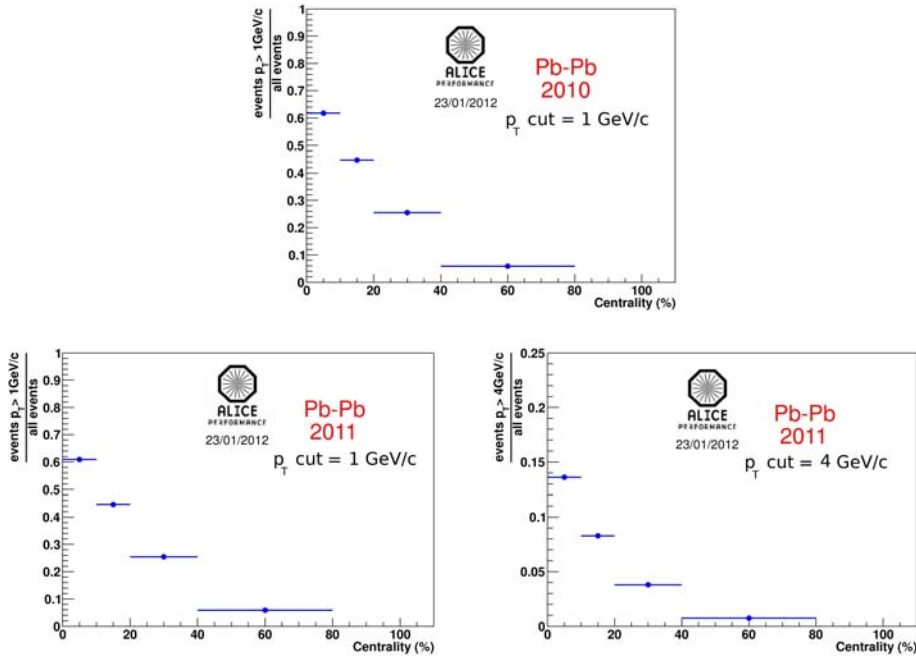 events p_T > 1GeV/c
all events
1
0.9
0.8
0.7
0.6
0.5
0.4
0.3
0.2
0.1
0
ALICE
PERFORMANCE
23/01/2012
Pb-Pb
2010
p_T cut = 1 GeV/c
0 20 40 60 80 100
Centrality (%)
events p_T > 1GeV/c
all events
1
0.9
0.8
0.7
0.6
0.5
0.4
0.3
0.2
0.1
0
ALICE
PERFORMANCE
23/01/2012
Pb-Pb
2011
p_T cut = 1 GeV/c
0 20 40 60 80 100
Centrality (%)
events p_T > 4GeV/c
all events
0.25
0.2
0.15
0.1
0.05
0
ALICE
PERFORMANCE
23/01/2012
Pb-Pb
2011
p_T cut = 4 GeV/c
0 20 40 60 80 100
Centrality (%)